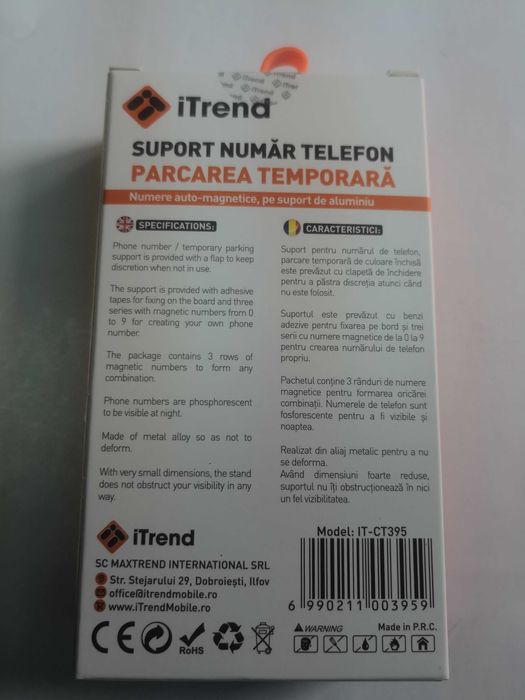 iTrend
SUPORT NUMĂR TELEFON
PARCAREA TEMPORARĂ
Numere auto-magnetice, pe suport de aluminiu
SPECIFICATIONS:
Phone number / temporary parking
support is provided with a flap to keep
discretion when not in use.
The support is provided with adhesive
tapes for fixing on the board and three
series with magnetic numbers from 0
to 9 for creating your own phone
number.
The package contains 3 rows of
magnetic numbers to form any
combination.
Phone numbers are phosphorescent
to be visible at night.
Made of metal alloy so as not to
deform.
With very small dimensions, the stand
does not obstruct your visibility in any
way.
CARACTERISTICI:
Suport pentru numărul de telefon,
parcare temporară de culoare închisă
este prevăzut cu clapetă de închidere
pentru a păstra discreția atunci când
nu este folosit.
Suportul este prevăzut cu benzi
adezive pentru fixarea pe bord și trei
serii cu numere magnetice de la 0 la 9
pentru crearea numărului de telefon
propriu.
Pachetul conține 3 rânduri de numere
magnetice pentru formarea oricărei
combinații. Numerele de telefon sunt
fosforescente pentru a fi vizibile și
noaptea.
Realizat din aliaj metalic pentru a nu
se deforma.
Având dimensiuni foarte reduse,
suportul nu îți obstrucționează în nici
un fel vizibilitatea.
iTrend
SC MAXTREND INTERNATIONAL SRL
Str. Stejarului 29, Dobroiești, Ilfov
office@itrendmobile.ro
www.iTrendMobile.ro
CE
RoHS
Model: IT-CT395
6 990211 003959
WARNING
Made in P.R.C.